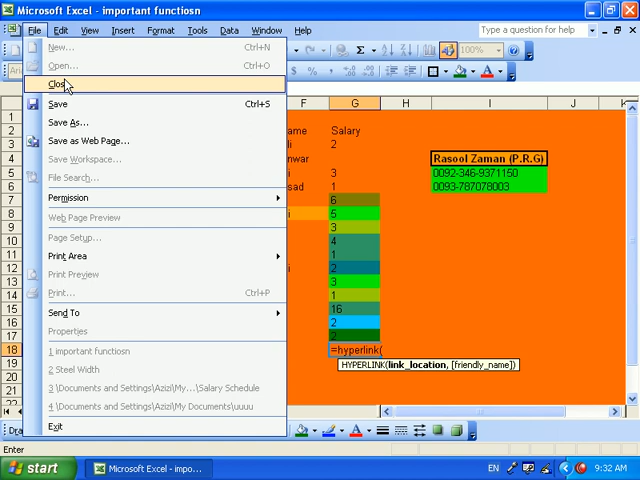 Microsoft Excel - important functiosn
File Edit View Insert Format Tools Data Window Help
Type a question for help
Σ
100%
$ % ,
New... Ctrl+N
Open... Ctrl+O
Close
Save Ctrl+S
Save As...
Save as Web Page...
Save Workspace...
File Search...
Permission
Web Page Preview
Page Setup...
Print Area
Print Preview
Print... Ctrl+P
Send To
Properties
1 important functiosn
2 Steel Width
3 \Documents and Settings\Azizi\My...\Salary Schedule
4 \Documents and Settings\Azizi\My Documents\uuuu
Exit
F G H I J K
1
2 ame Salary
3 li 2
4 nwar Rasool Zaman (P.R.G)
5 i 3 0092-346-9371150
6 sad 1 0093-787078003
7 6
8 i 5
9 3
10 4
11 1
12 i 2
13 3
14 1
15 16
16 2
17 2
18 =hyperlink(
19 HYPERLINK(link_location, [friendly_name])
20
21
22
Enter
start
Microsoft Excel - impo...
EN
9:32 AM